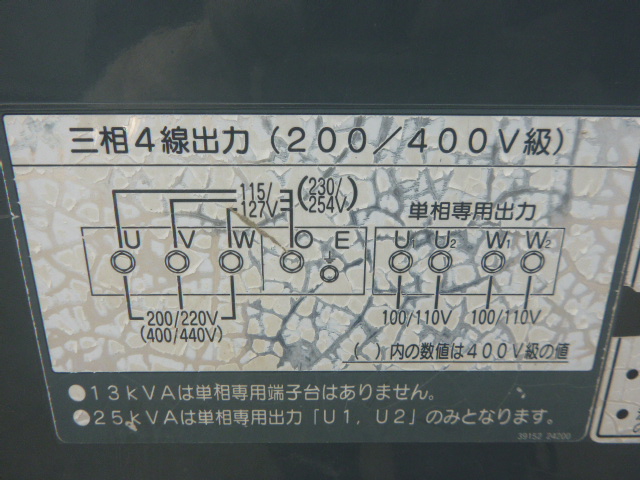 三相4線出力(200/400V級)
115/127V (230/254V)
単相専用出力
U V W O E U₁ U₂ W₁ W₂
200/220V
(400/440V)
100/110V 100/110V
( )内の数値は400V級の値
●13kVAは単相専用端子台はありません。
●25kVAは単相専用出力「U1, U2」のみとなります。
39152 24200